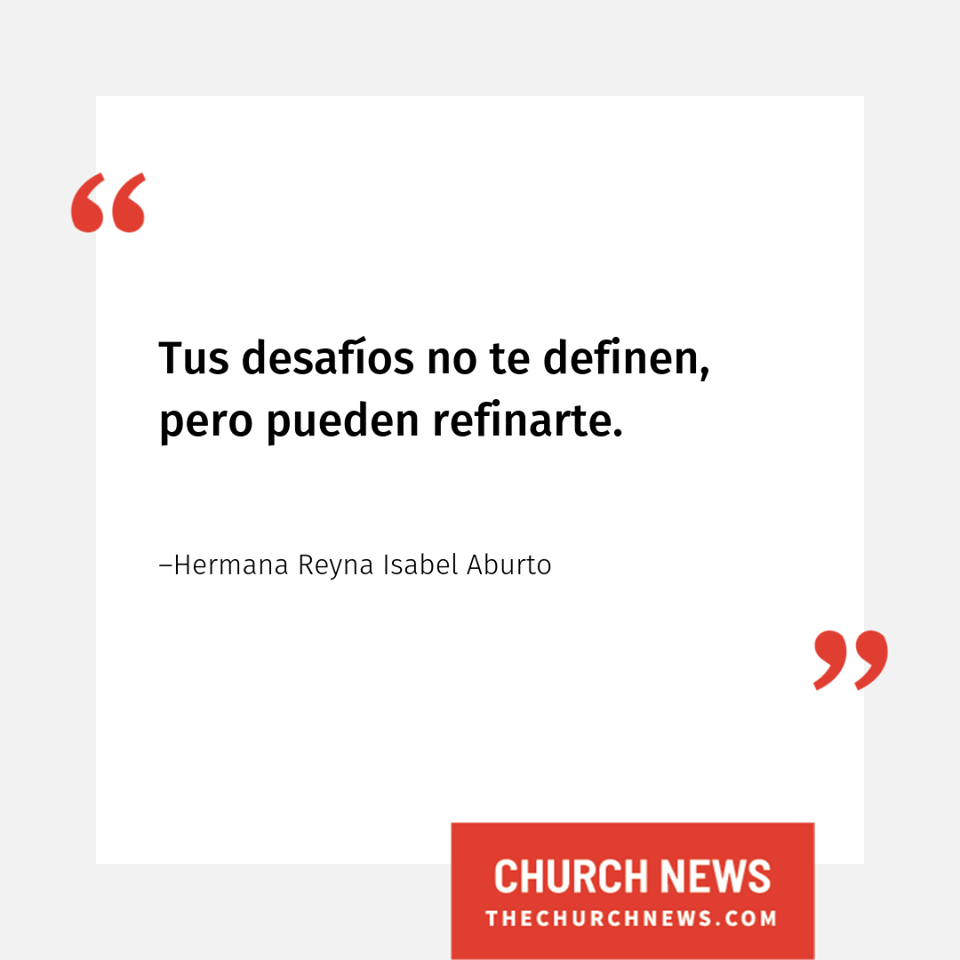 “
Tus desafíos no te definen,
pero pueden refinarte.
–Hermana Reyna Isabel Aburto
”
CHURCH NEWS
THECHURCHNEWS.COM